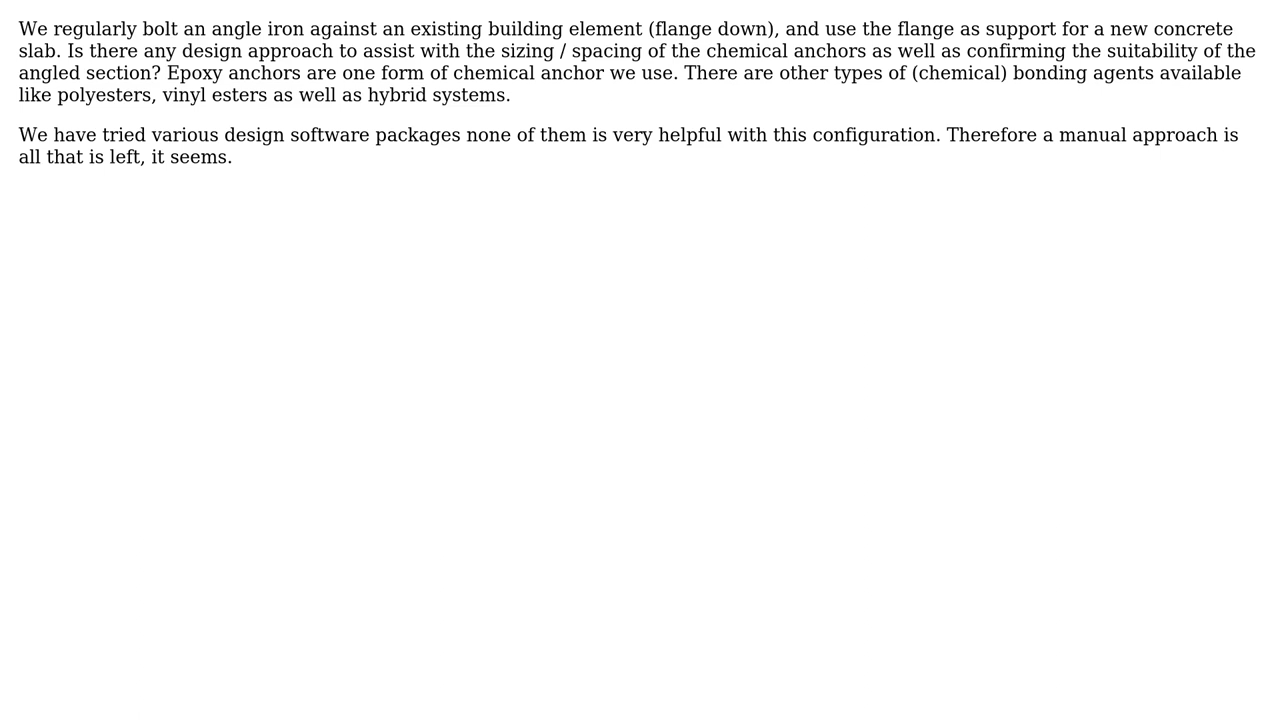 We regularly bolt an angle iron against an existing building element (flange down), and use the flange as support for a new concrete
slab. Is there any design approach to assist with the sizing / spacing of the chemical anchors as well as confirming the suitability of the
angled section? Epoxy anchors are one form of chemical anchor we use. There are other types of (chemical) bonding agents available
like polyesters, vinyl esters as well as hybrid systems.
We have tried various design software packages none of them is very helpful with this configuration. Therefore a manual approach is
all that is left, it seems.